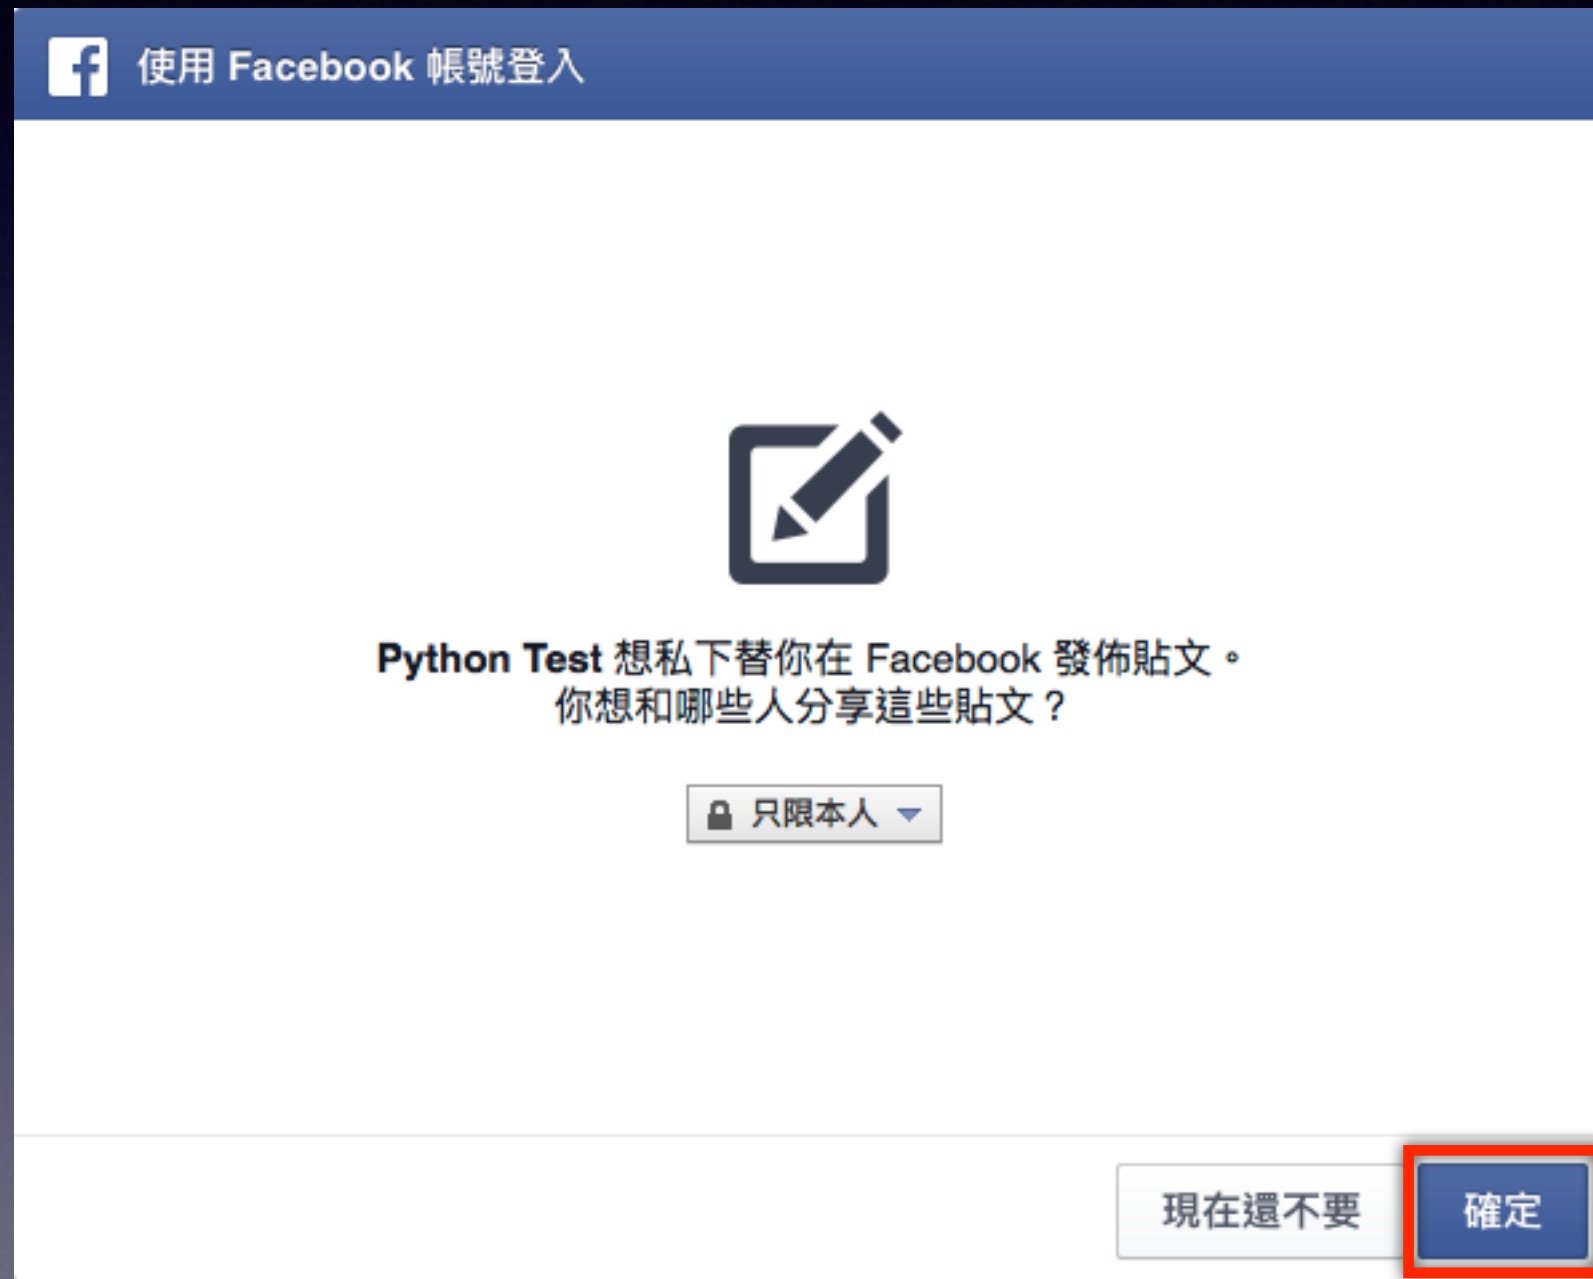 使用 Facebook 帳號登入
Python Test 想私下替你在 Facebook 發佈貼文。
你想和哪些人分享這些貼文？
只限本人
現在還不要
確定